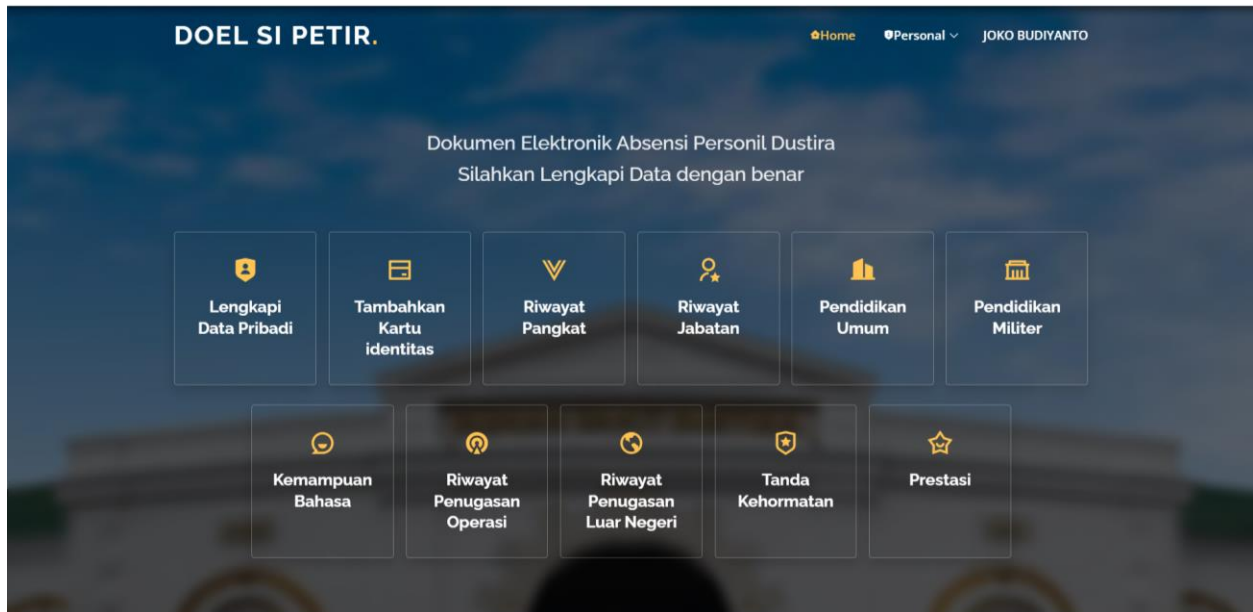 DOEL SI PETIR.
Home
Personal
JOKO BUDIYANTO
Dokumen Elektronik Absensi Personil Dustira
Silahkan Lengkapi Data dengan benar
Lengkapi
Data Pribadi
Tambahkan
Kartu
identitas
Riwayat
Pangkat
Riwayat
Jabatan
Pendidikan
Umum
Pendidikan
Militer
Kemampuan
Bahasa
Riwayat
Penugasan
Operasi
Riwayat
Penugasan
Luar Negeri
Tanda
Kehormatan
Prestasi